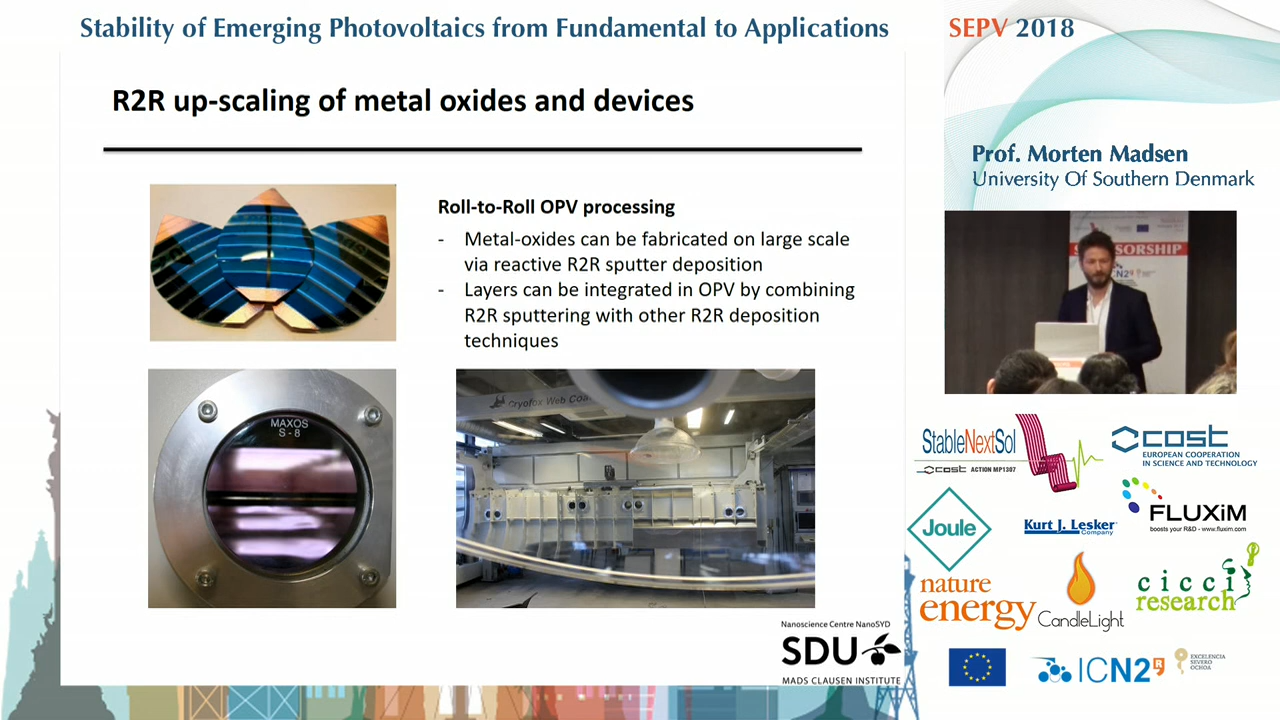 Stability of Emerging Photovoltaics from Fundamental to Applications
SEPV 2018
R2R up-scaling of metal oxides and devices
Roll-to-Roll OPV processing
- Metal-oxides can be fabricated on large scale
via reactive R2R sputter deposition
- Layers can be integrated in OPV by combining
R2R sputtering with other R2R deposition
techniques
MAXOS
S-8
Cryofox Web Coa
Nanoscience Centre NanoSYD
SDU
MADS CLAUSEN INSTITUTE
Prof. Morten Madsen
University Of Southern Denmark
SORSHIP
ICN2
StableNextSol
cost ACTION MP1307
cost
EUROPEAN COOPERATION
IN SCIENCE AND TECHNOLOGY
Joule
Kurt J. Lesker
Company
FLUXiM
boosts your R&D - www.fluxim.com
nature
energy
CandleLight
cicci
research
ICN2
EXCELENCIA
SEVERO
OCHOA